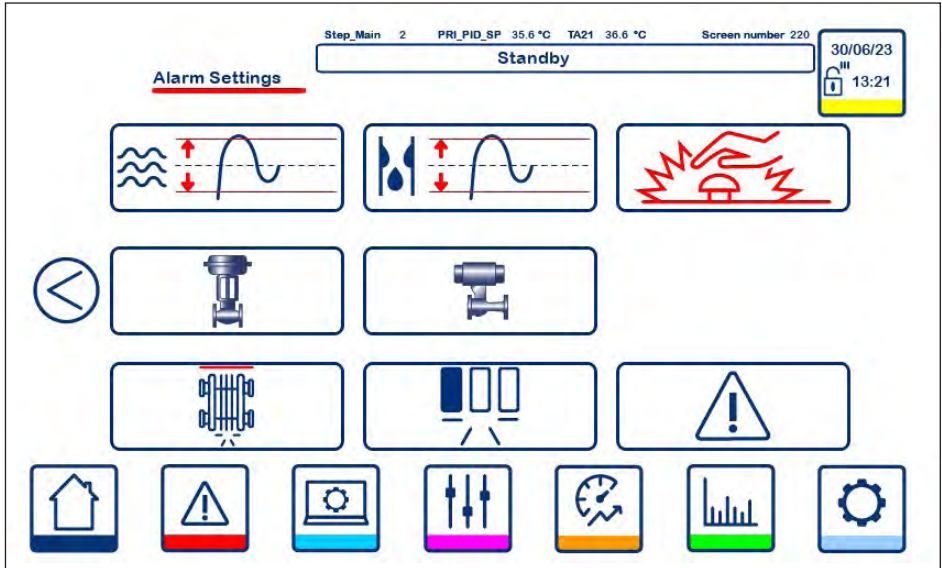 Step_Main 2 PRI_PID_SP 35.6 °C TA21 36.6 °C Screen number 220
Standby
30/06/23
13:21
Alarm Settings